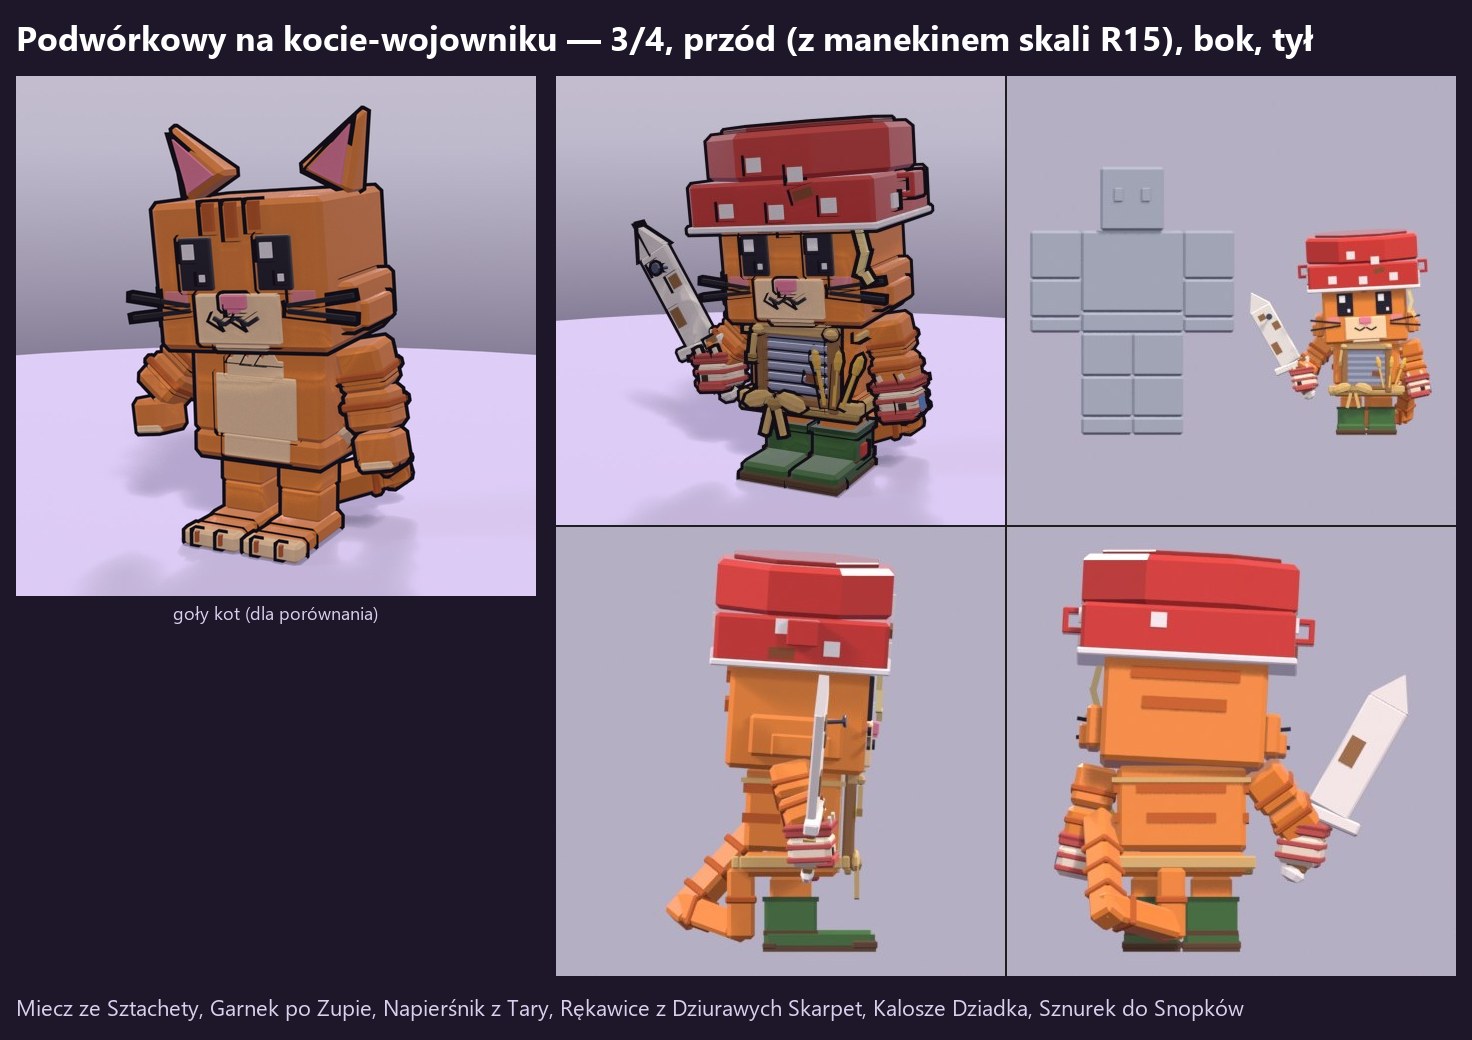 Podwórkowy na kocie-wojowniku — 3/4, przód (z manekinem skali R15), bok, tył
goły kot (dla porównania)
Miecz ze Sztachety, Garnek po Zupie, Napierśnik z Tary, Rękawice z Dziurawych Skarpet, Kalosze Dziadka, Sznurek do Snopków